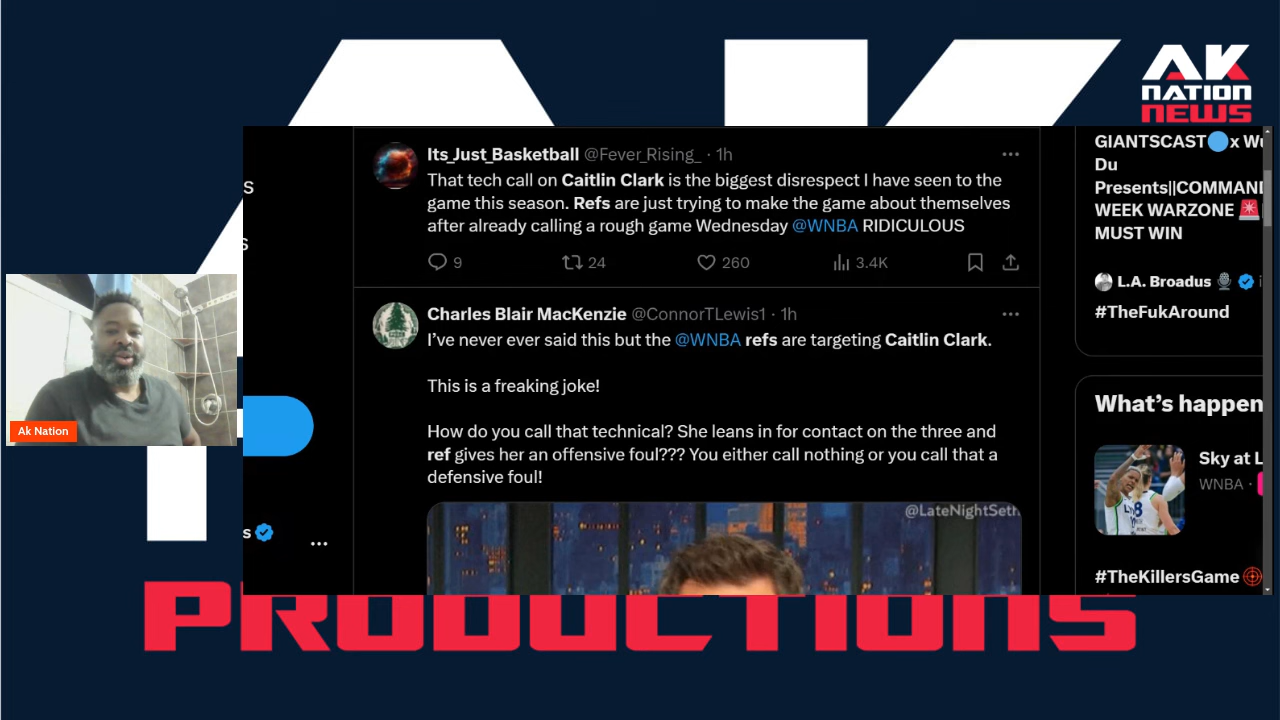 AK
NATION
NEWS
Its_Just_Basketball @Fever_Rising_ · 1h
That tech call on Caitlin Clark is the biggest disrespect I have seen to the
game this season. Refs are just trying to make the game about themselves
after already calling a rough game Wednesday @WNBA RIDICULOUS
9 24 260 3.4K
Charles Blair MacKenzie @ConnorTLewis1 · 1h
I've never ever said this but the @WNBA refs are targeting Caitlin Clark.
This is a freaking joke!
How do you call that technical? She leans in for contact on the three and
ref gives her an offensive foul??? You either call nothing or you call that a
defensive foul!
@LateNightSeth
GIANTSCAST🔵x Wu
Du
Presents||COMMAND
WEEK WARZONE 🚨
MUST WIN
L.A. Broadus 🎙️
#TheFukAround
What's happen
Sky at L
WNBA ·
#TheKillersGame
s
s
s
Ak Nation
PRODUCTIONS